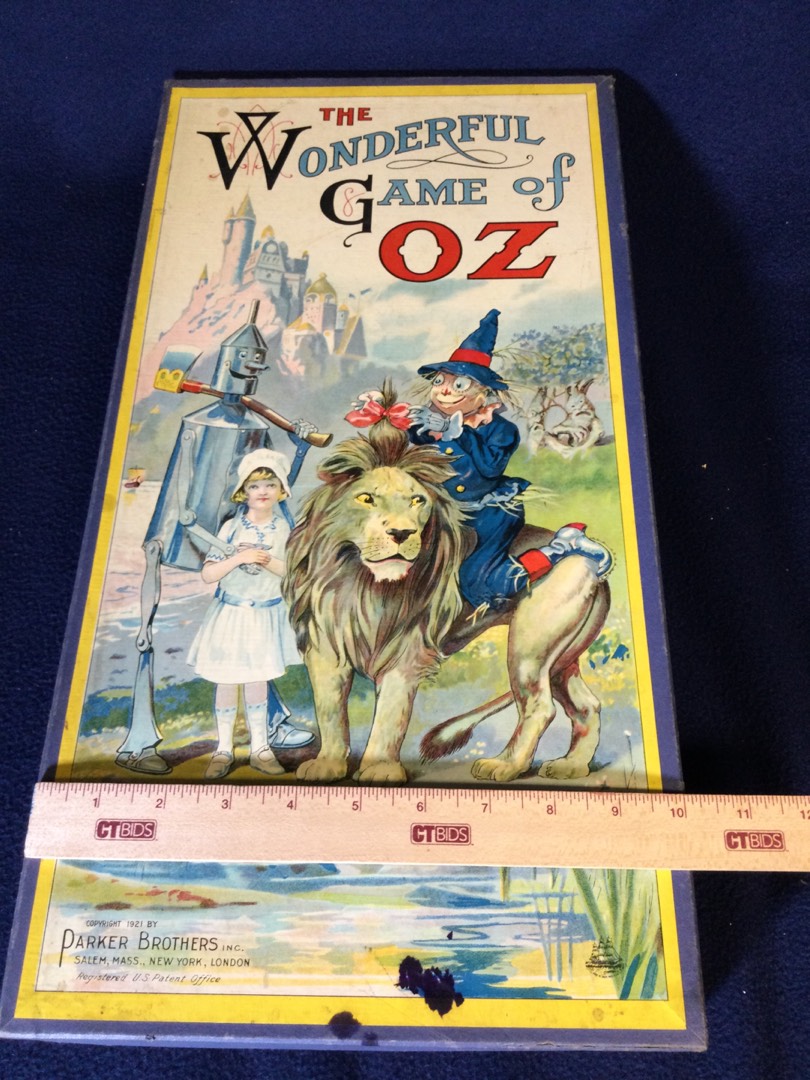 THE
WONDERFUL
GAME of
OZ
1 2 3 4 5 6 7 8 9 10 11 12
CTBIDS CTBIDS CTBIDS
COPYRIGHT 1921 BY
PARKER BROTHERS INC.
SALEM, MASS., NEW YORK, LONDON
Registered U.S. Patent Office